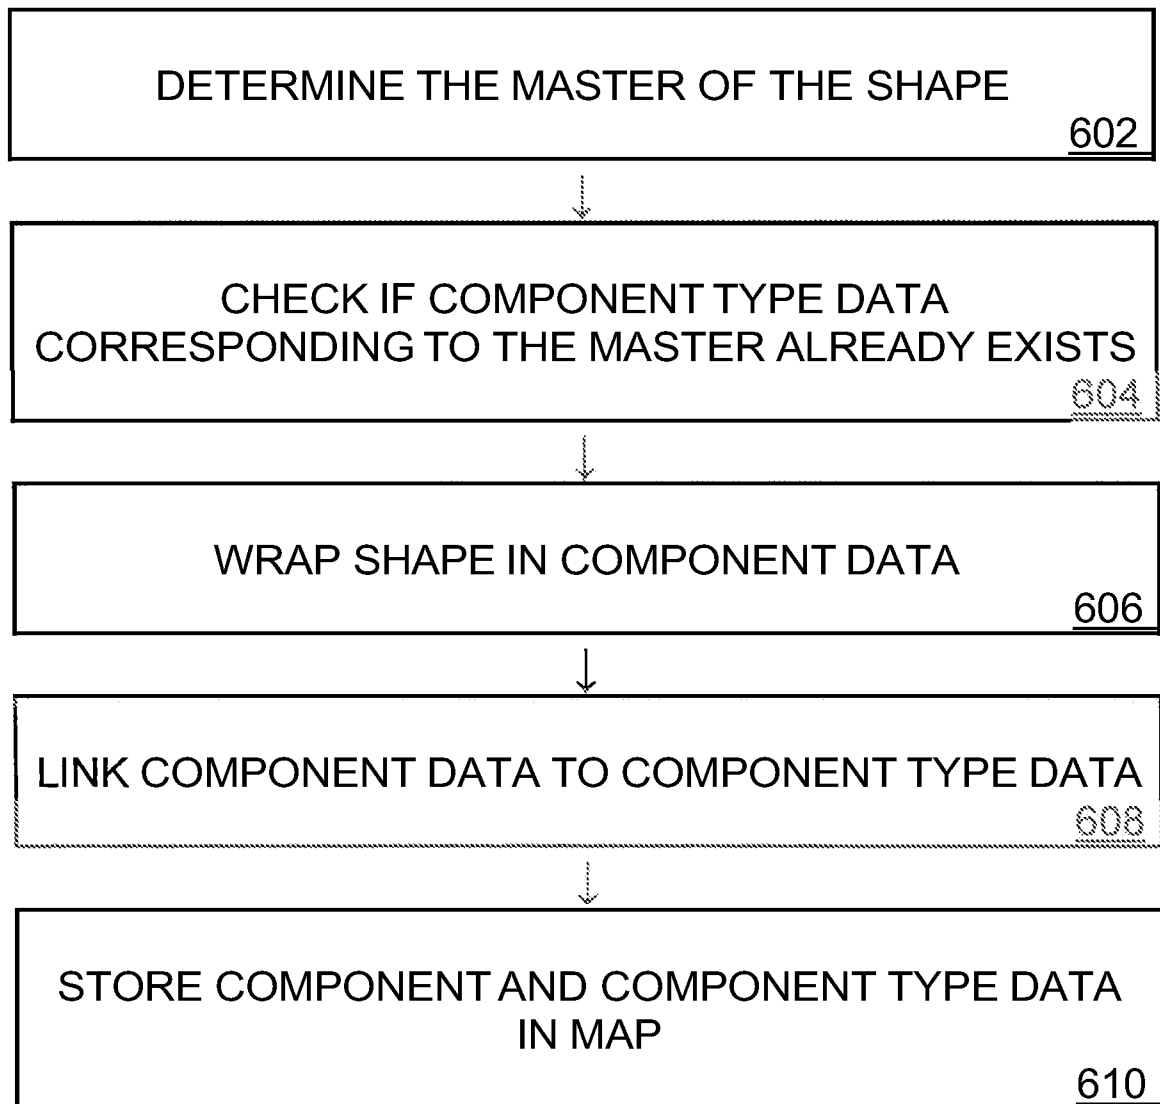 DETERMINE THE MASTER OF THE SHAPE
602
CHECK IF COMPONENT TYPE DATA
CORRESPONDING TO THE MASTER ALREADY EXISTS
604
WRAP SHAPE IN COMPONENT DATA
606
LINK COMPONENT DATA TO COMPONENT TYPE DATA
608
STORE COMPONENT AND COMPONENT TYPE DATA
IN MAP
610